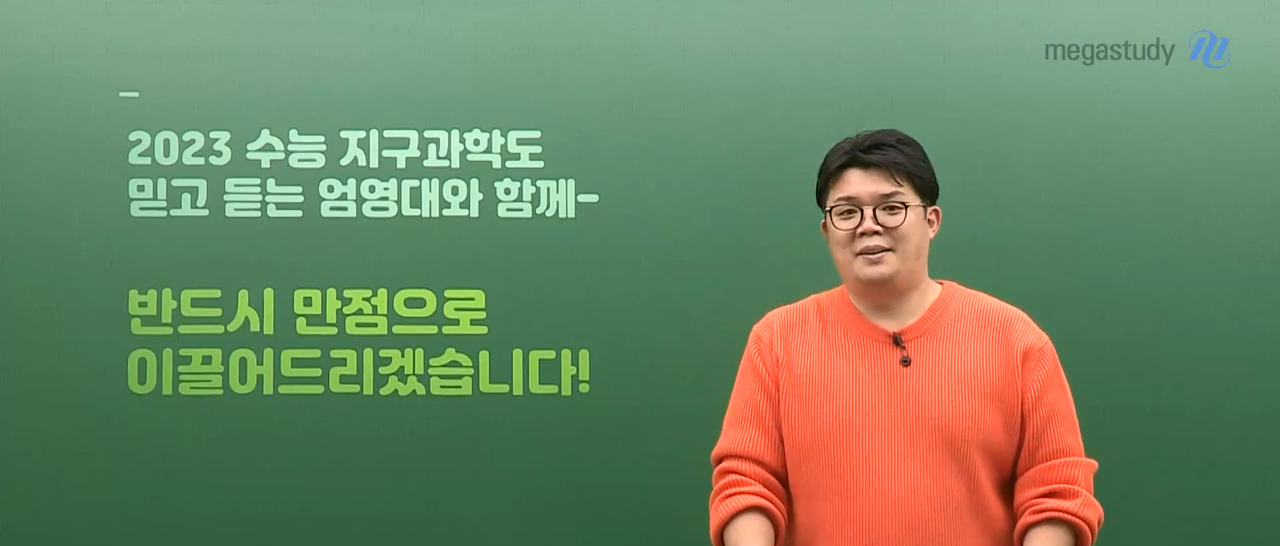 megastudy
2023 수능 지구과학도
믿고 듣는 엄영대와 함께-
반드시 만점으로
이끌어드리겠습니다!